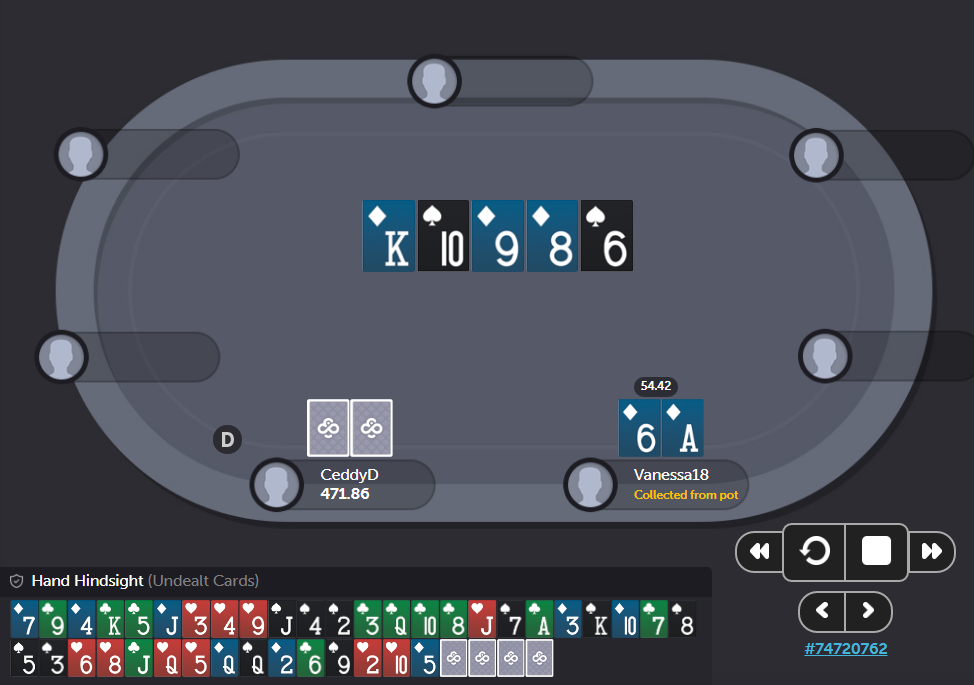 K 10 9 8 6
54.42
6 A
D
CeddyD
471.86
Vanessa18
Collected from pot
Hand Hindsight (Undealt Cards)
7 9 4 K 5 J 3 4 9 J 4 2 3 Q 10 8 J 7 A 3 K 10 7 8
5 3 6 8 J Q 5 Q Q 2 6 9 2 10 5
#74720762